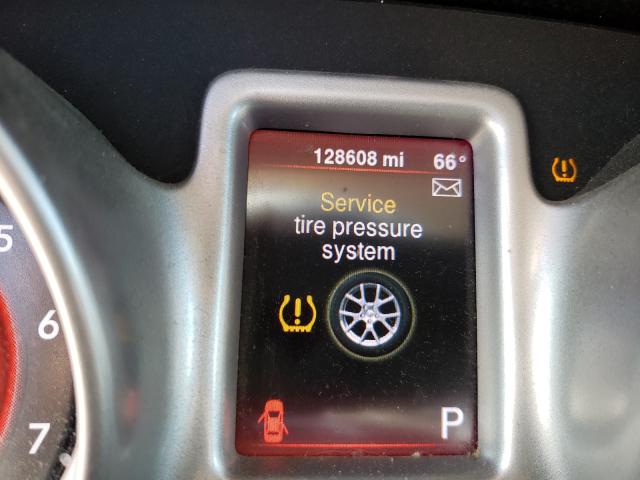 128608 mi 66°
Service
tire pressure
system
P
5
6
7